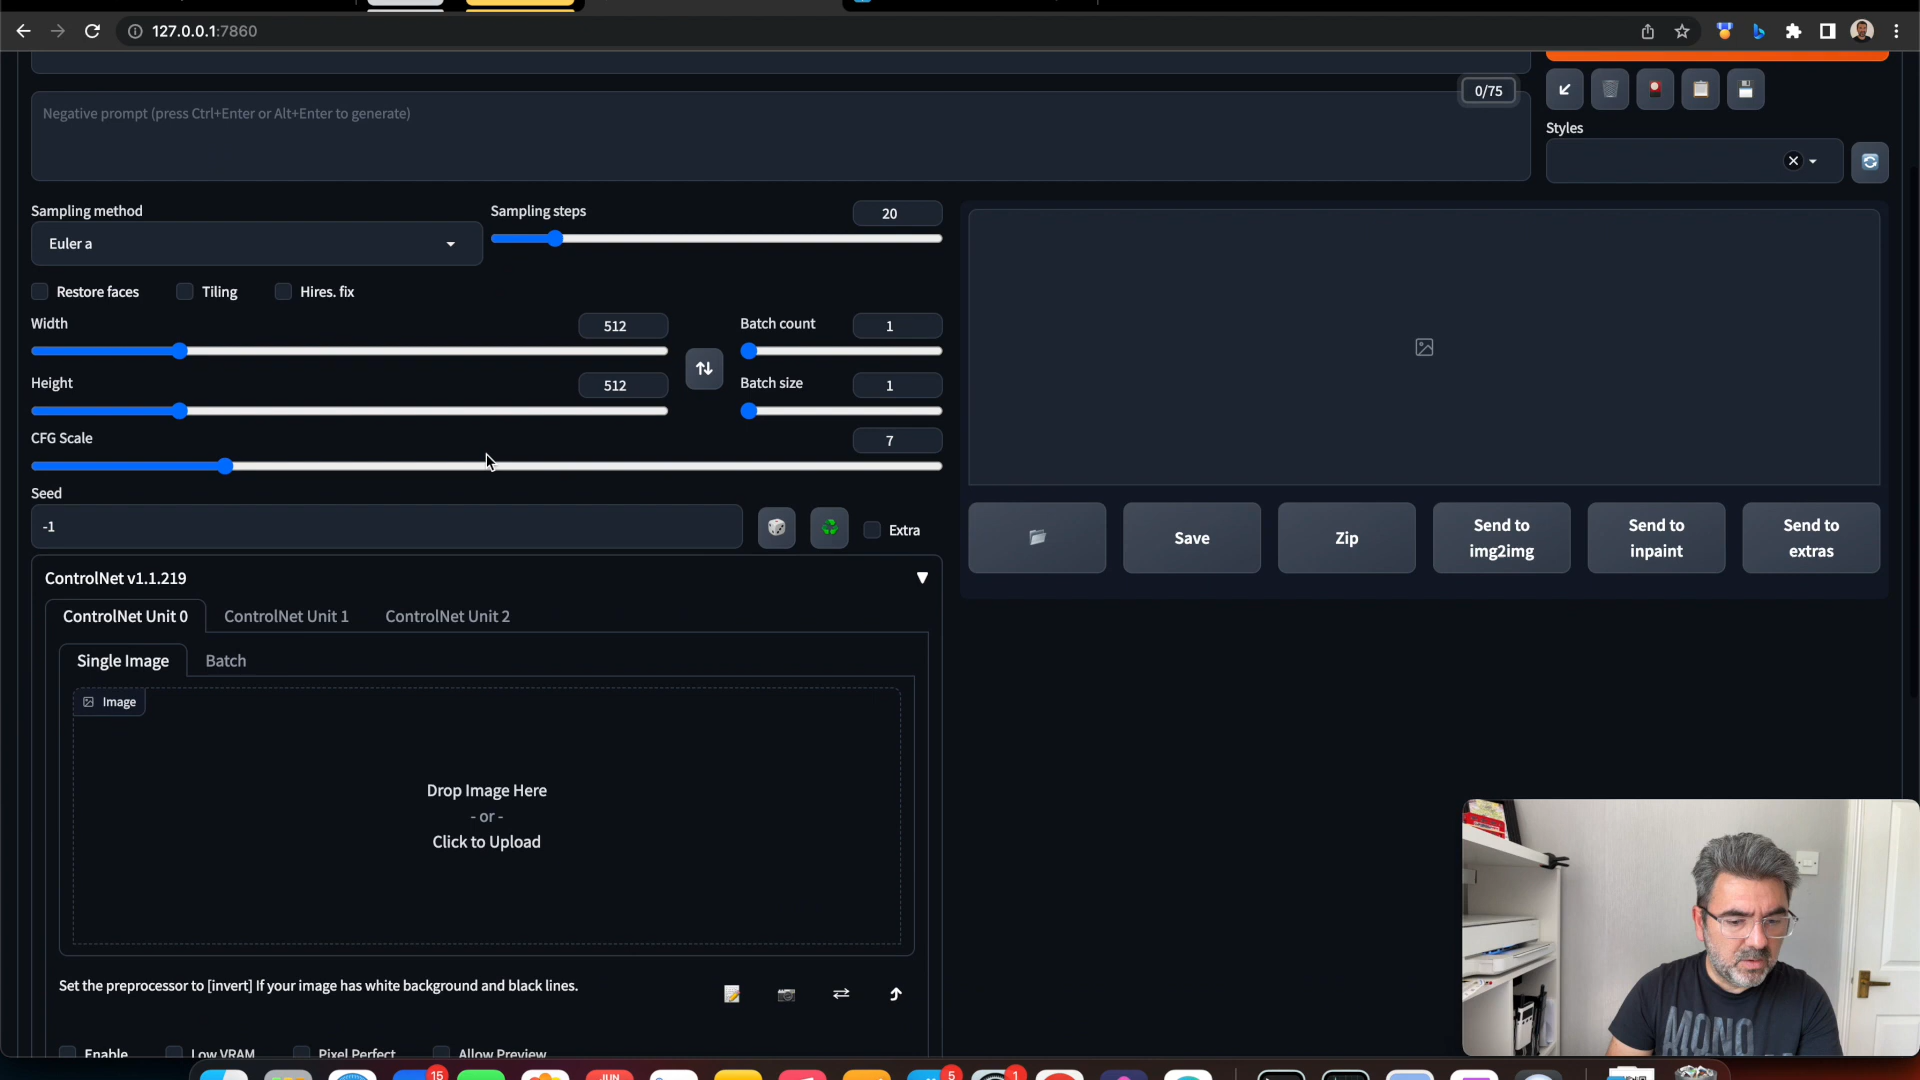 127.0.0.1:7860
0/75
Negative prompt (press Ctrl+Enter or Alt+Enter to generate)
Styles
Sampling method
Sampling steps
20
Euler a
Restore faces
Tiling
Hires. fix
Width
512
Batch count
1
Height
512
Batch size
1
CFG Scale
7
Seed
-1
Extra
Save
Zip
Send to
img2img
Send to
inpaint
Send to
extras
ControlNet v1.1.219
ControlNet Unit 0
ControlNet Unit 1
ControlNet Unit 2
Single Image
Batch
Image
Drop Image Here
- or -
Click to Upload
Set the preprocessor to [invert] If your image has white background and black lines.
Enable
Low VRAM
Pixel Perfect
Allow Preview
15
JUN
5
1
MONO